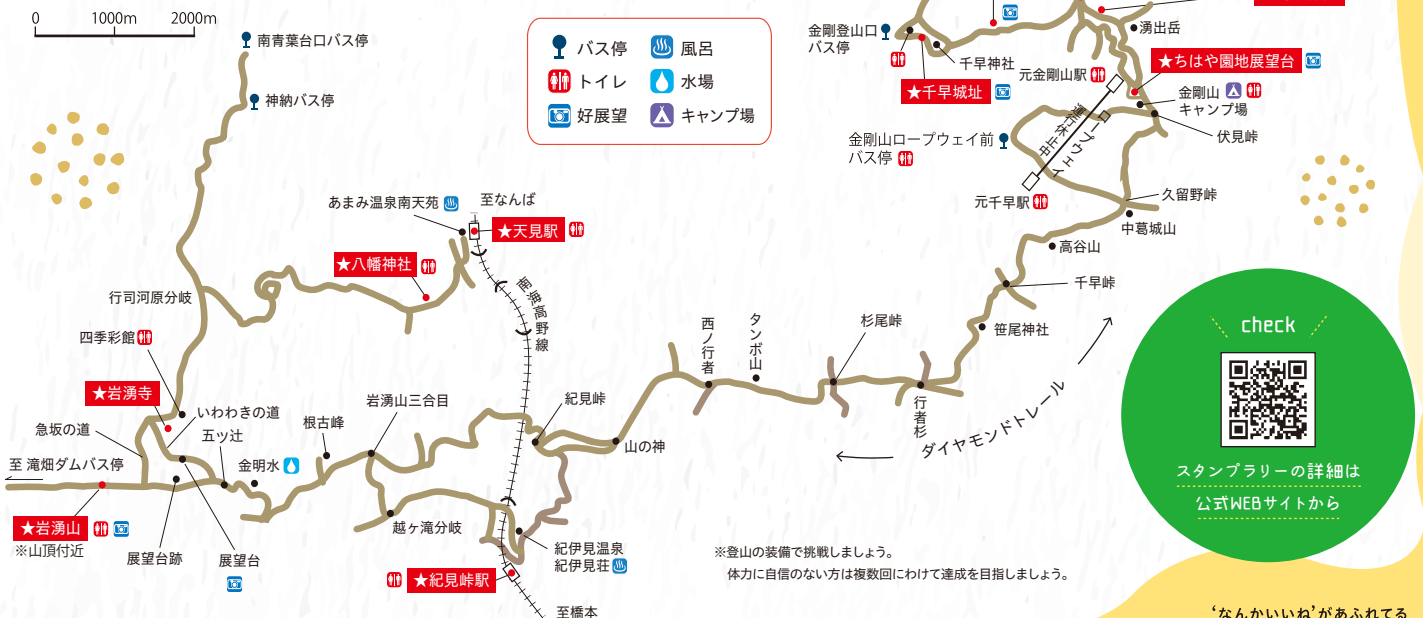 0 1000m 2000m
南青葉台口バス停
神納バス停
バス停
風呂
トイレ
水場
好展望
キャンプ場
金剛登山口
バス停
千早神社
★千早城址
湧出岳
★ちはや園地展望台
元金剛山駅
金剛山
キャンプ場
伏見峠
金剛山ロープウェイ前
バス停
ロープウェイ
運行休止中
元千早駅
久留野峠
中葛城山
高谷山
千早峠
笹尾神社
あまみ温泉南天苑
至なんば
★天見駅
★八幡神社
南海高野線
行司河原分岐
四季彩館
★岩湧寺
いわわきの道
急坂の道
五ツ辻
至 滝畑ダムバス停
金明水
根古峰
岩湧山三合目
★岩湧山
※山頂付近
展望台跡
展望台
越ヶ滝分岐
紀見峠
山の神
西ノ行者
タンボ山
杉尾峠
行者杉
ダイヤモンドトレール
紀伊見温泉
紀伊見荘
★紀見峠駅
至橋本
※登山の装備で挑戦しましょう。
体力に自信のない方は複数回にわけて達成を目指しましょう。
check
スタンプラリーの詳細は
公式WEBサイトから
‘なんかいいね’があふれてる